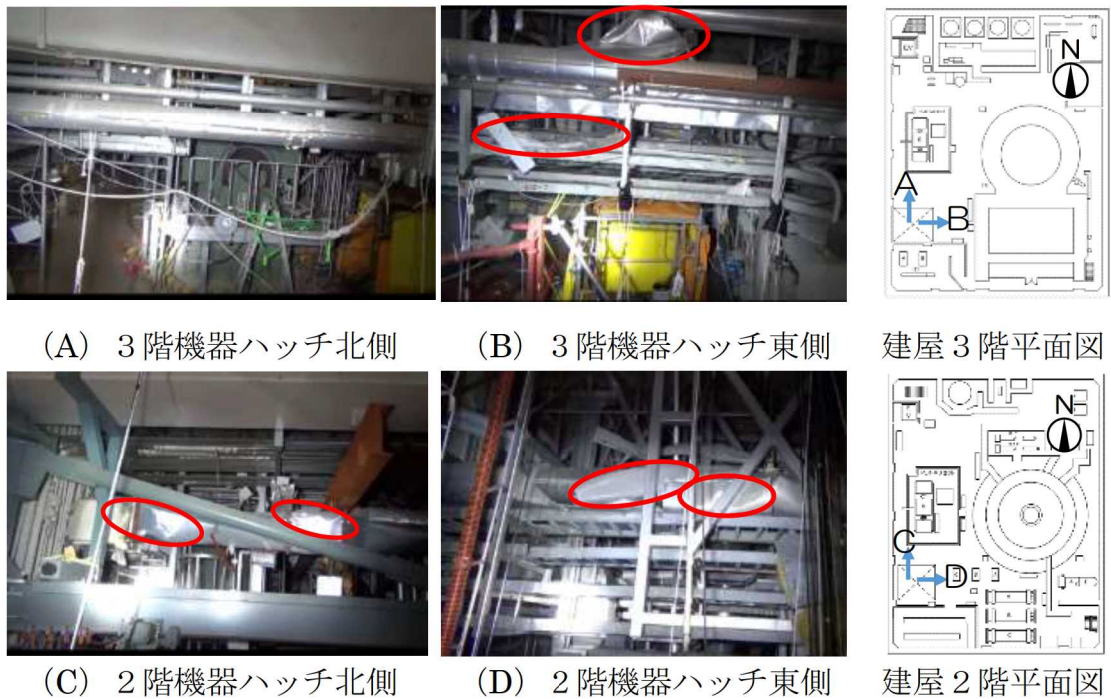 N
A
B
(A) 3階機器ハッチ北側
(B) 3階機器ハッチ東側
建屋3階平面図
N
C
D
(C) 2階機器ハッチ北側
(D) 2階機器ハッチ東側
建屋2階平面図